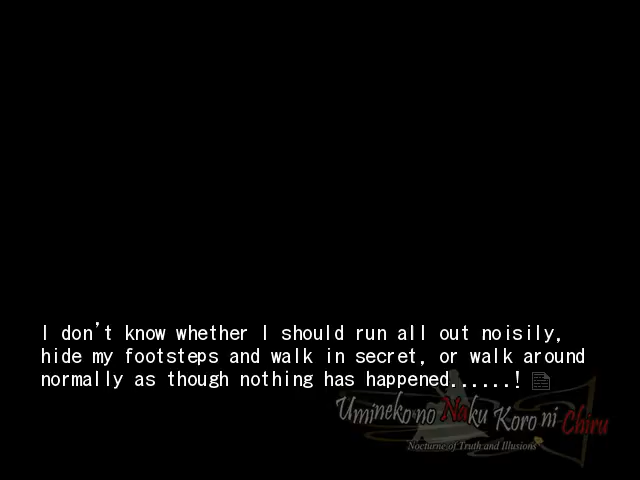 I don't know whether I should run all out noisily,
hide my footsteps and walk in secret, or walk around
normally as though nothing has happened......!
Umineko no Naku Koro ni Chiru
Nocturne of Truth and Illusions